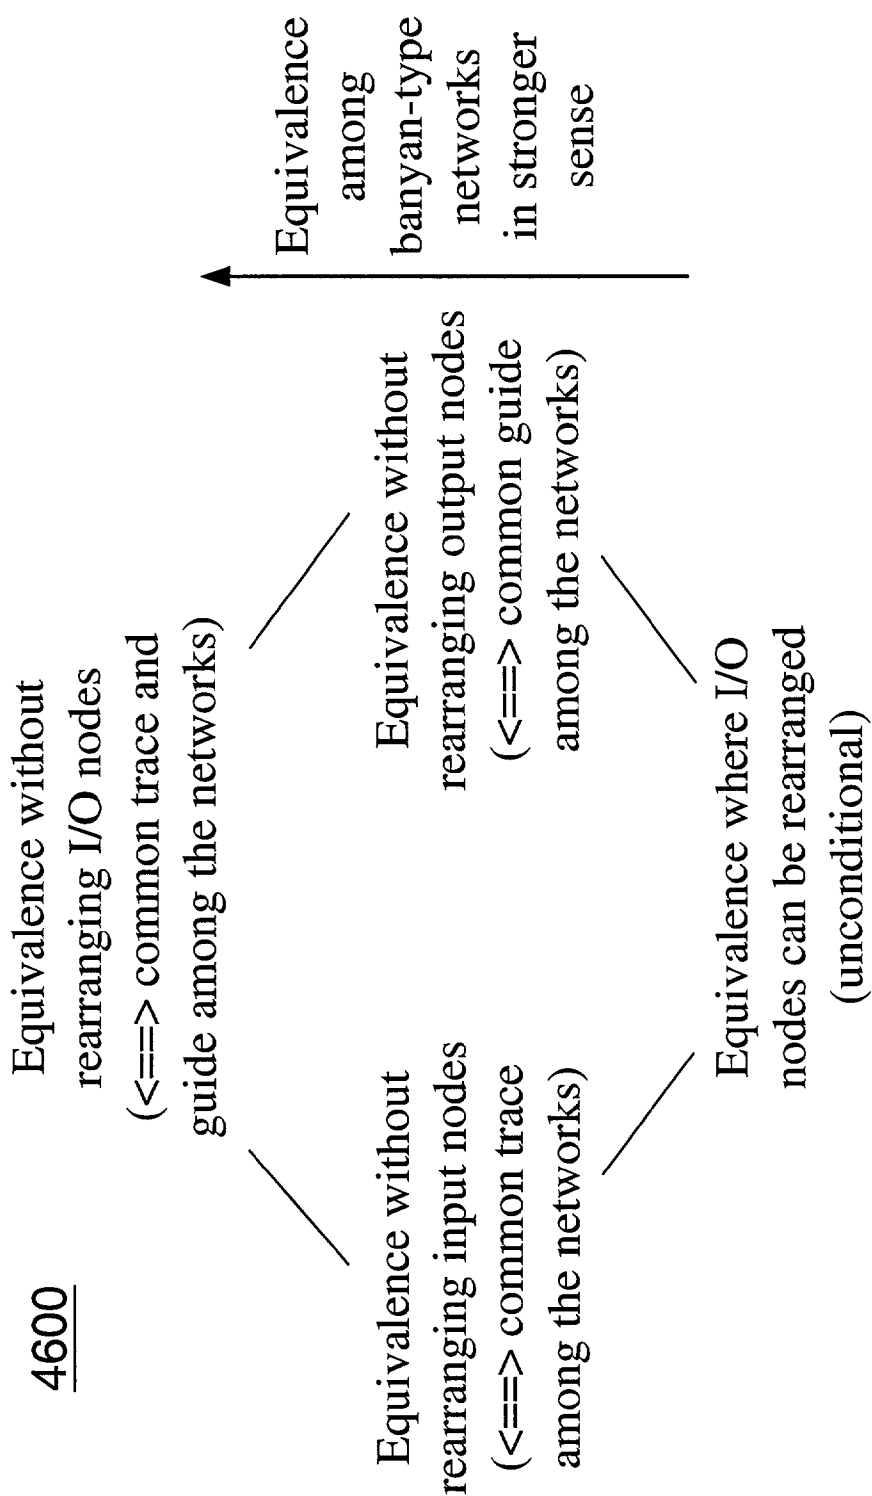 4600
Equivalence without
rearranging I/O nodes
(<==> common trace and
guide among the networks)
Equivalence without
rearranging input nodes
(<==> common trace
among the networks)
Equivalence without
rearranging output nodes
(<==> common guide
among the networks)
Equivalence where I/O
nodes can be rearranged
(unconditional)
Equivalence
among
banyan-type
networks
in stronger
sense